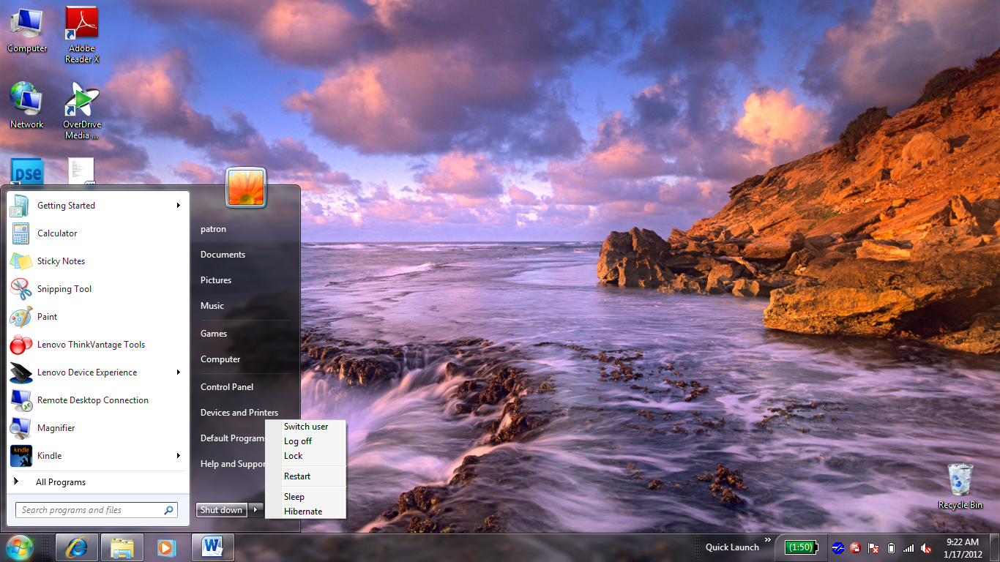 Computer
Adobe
Reader X
Network
OverDrive
Media ...
pse
Getting Started
Calculator
Sticky Notes
Snipping Tool
Paint
Lenovo ThinkVantage Tools
Lenovo Device Experience
Remote Desktop Connection
Magnifier
kindle
Kindle
All Programs
Search programs and files
patron
Documents
Pictures
Music
Games
Computer
Control Panel
Devices and Printers
Default Programs
Help and Suppor
Shut down
Switch user
Log off
Lock
Restart
Sleep
Hibernate
Recycle Bin
W
Quick Launch
(1:50)
9:22 AM
1/17/2012